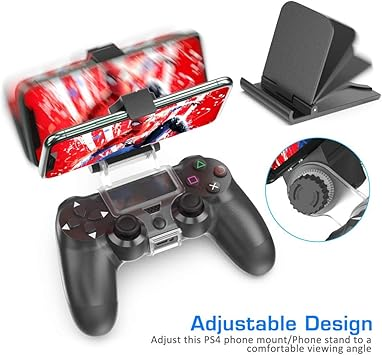 Adjustable Design
Adjust this PS4 phone mount/Phone stand to a
comfortable viewing angle